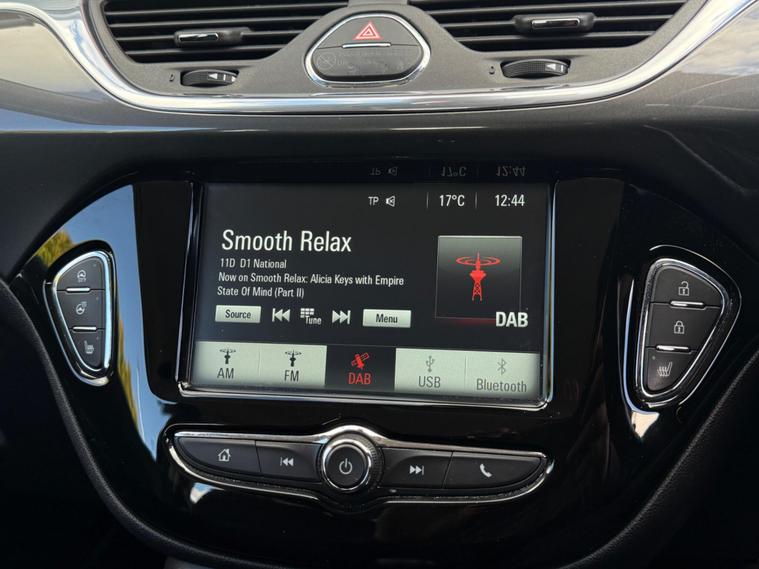 TP 17°C 12:44
Smooth Relax
11D D1 National
Now on Smooth Relax: Alicia Keys with Empire
State Of Mind (Part II)
DAB
Source Tune Menu
AM FM DAB USB Bluetooth